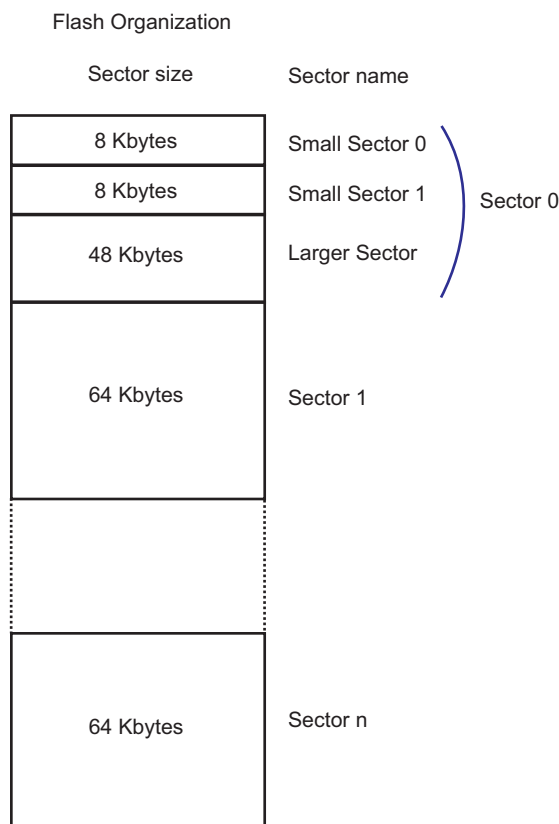 Flash Organization
Sector size Sector name
8 Kbytes Small Sector 0
8 Kbytes Small Sector 1 Sector 0
48 Kbytes Larger Sector
64 Kbytes Sector 1
64 Kbytes Sector n